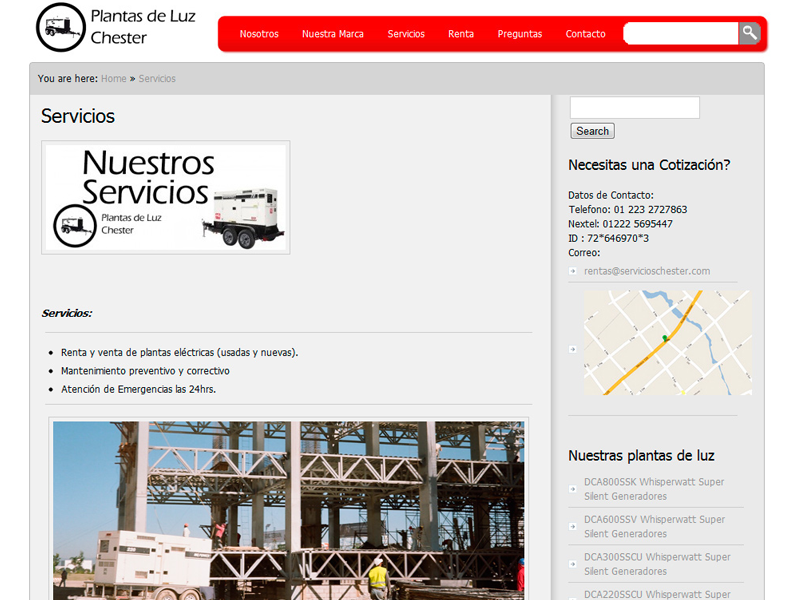 Plantas de Luz
Chester
Nosotros
Nuestra Marca
Servicios
Renta
Preguntas
Contacto
You are here: Home » Servicios
Servicios
Nuestros
Servicios
Plantas de Luz
Chester
Servicios:
Renta y venta de plantas eléctricas (usadas y nuevas).
Mantenimiento preventivo y correctivo
Atención de Emergencias las 24hrs.
Search
Necesitas una Cotización?
Datos de Contacto:
Telefono: 01 223 2727863
Nextel: 01222 5695447
ID : 72*646970*3
Correo:
rentas@servicioschester.com
Nuestras plantas de luz
DCA800SSK Whisperwatt Super
Silent Generadores
DCA600SSV Whisperwatt Super
Silent Generadores
DCA300SSCU Whisperwatt Super
Silent Generadores
DCA220SSCU Whisperwatt Super